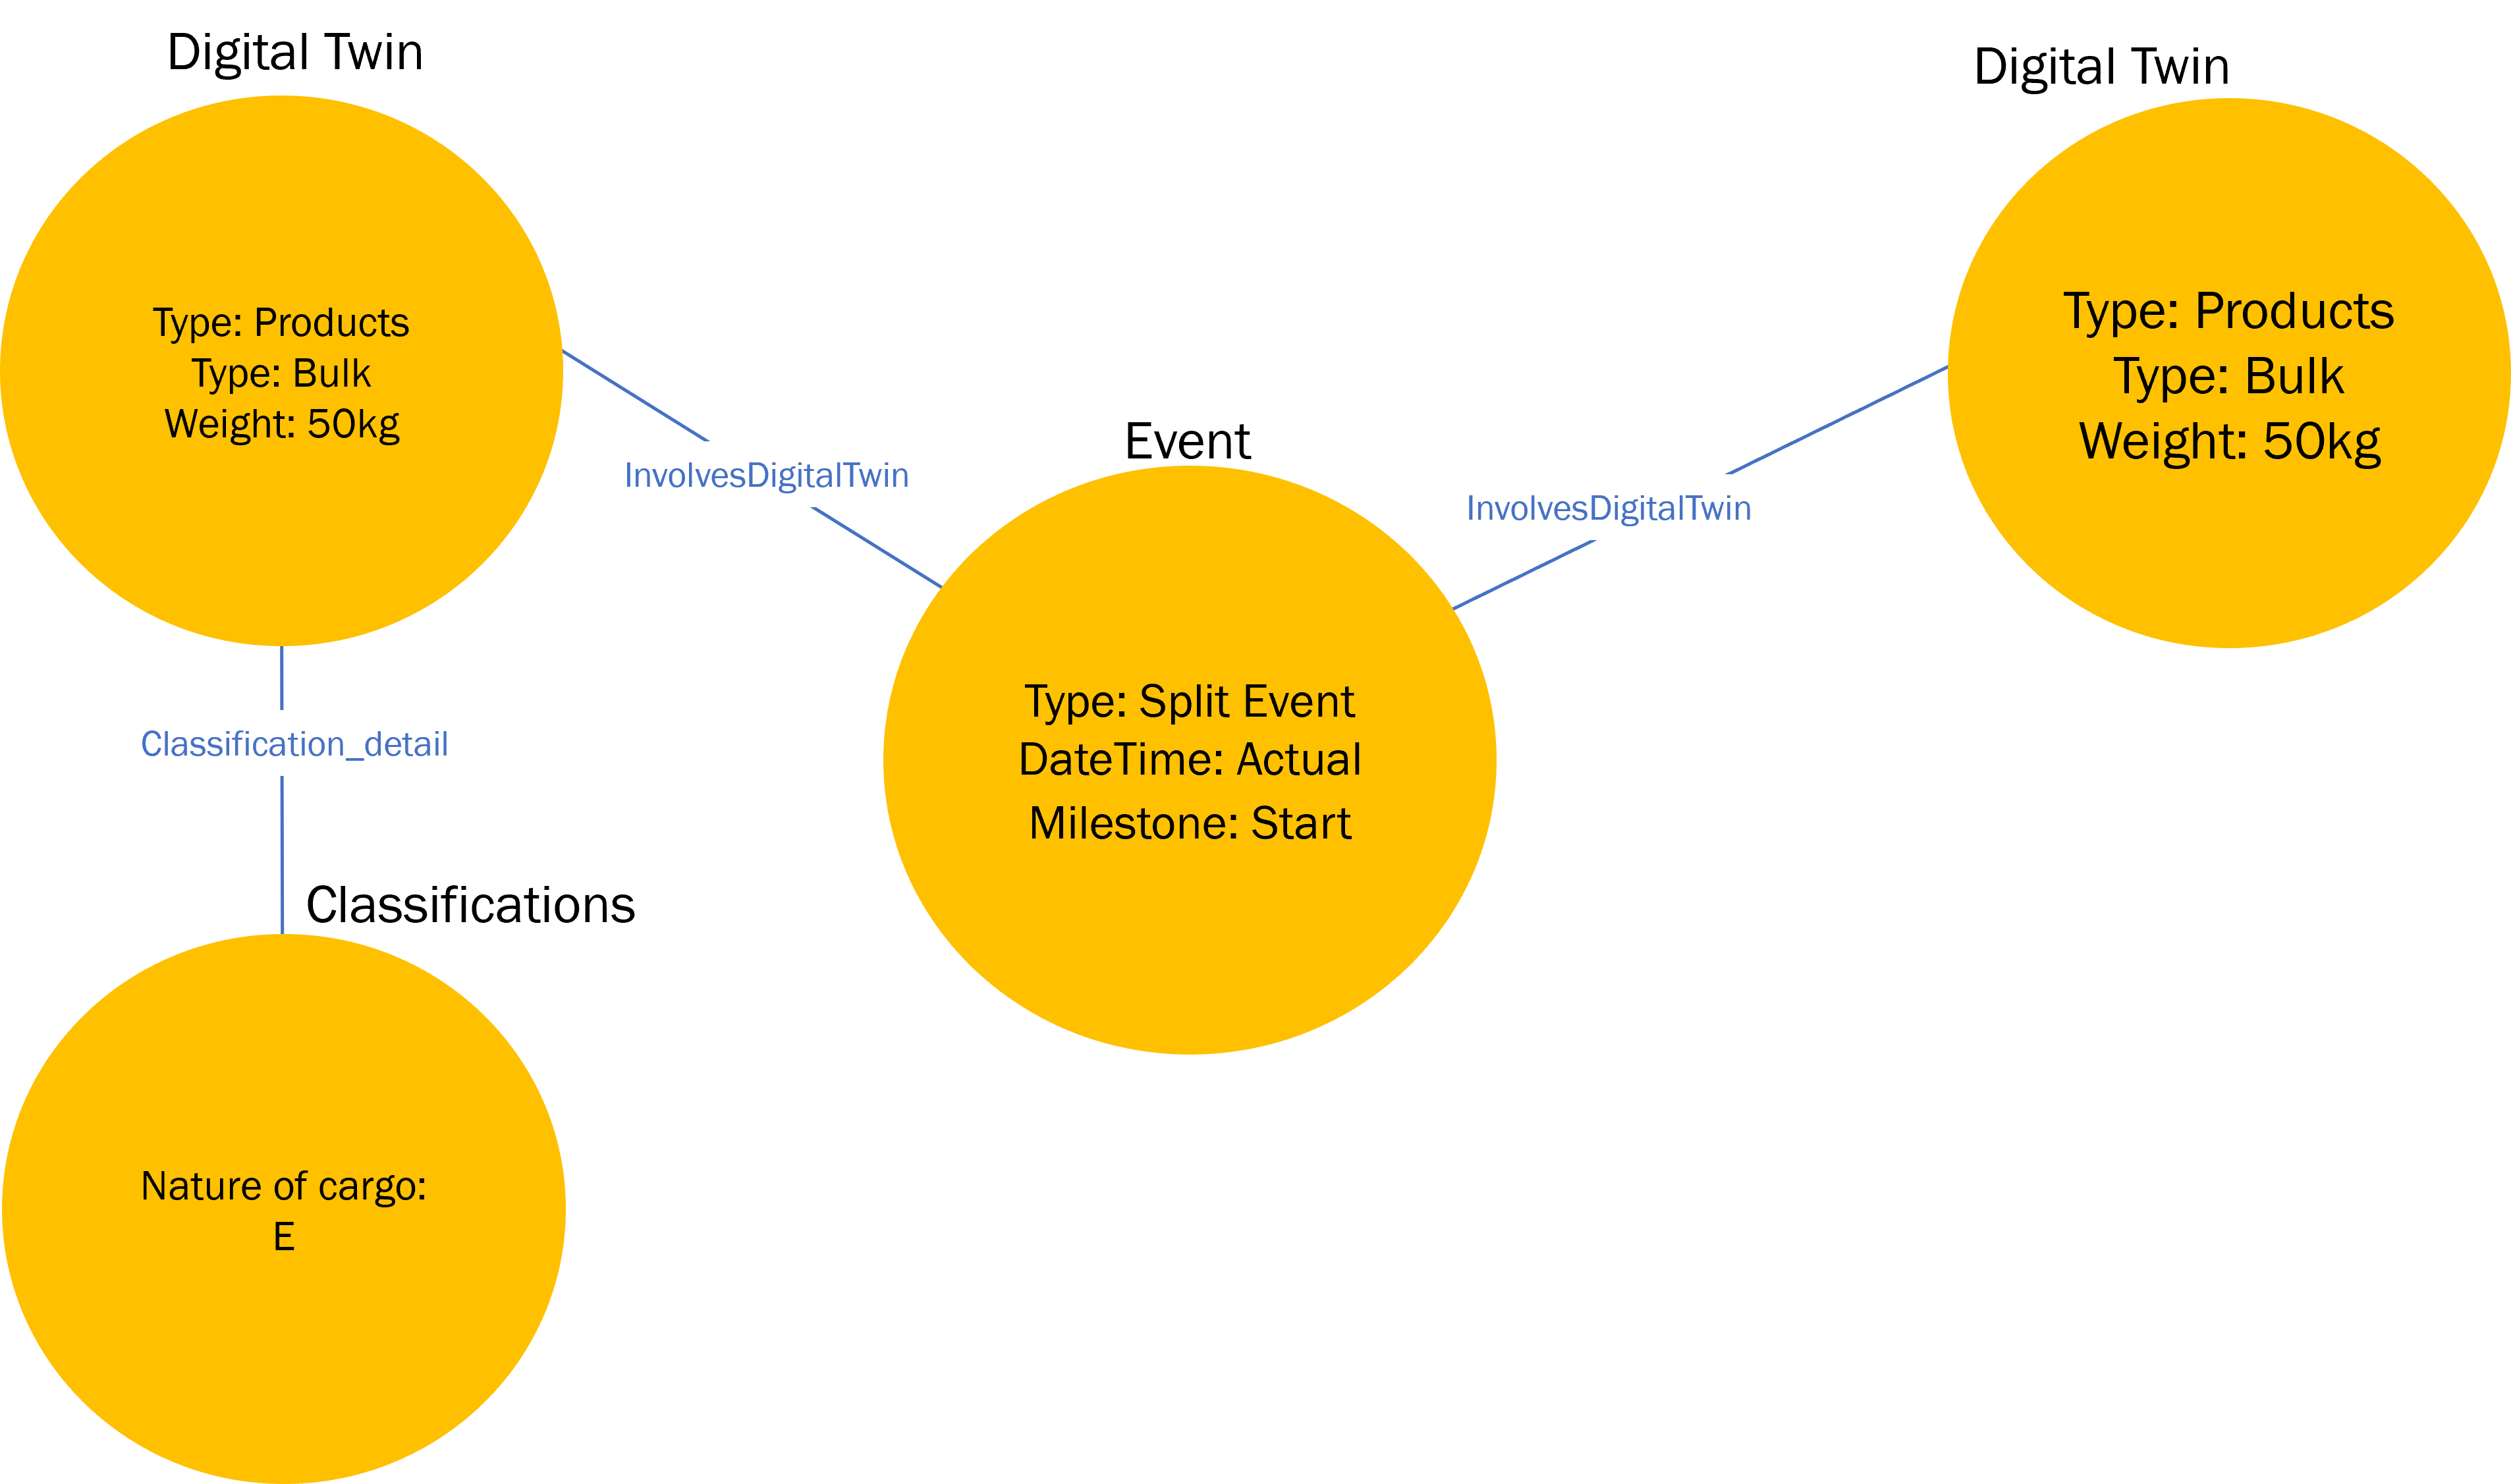 Digital Twin
Type: Products
Type: Bulk
Weight: 50kg
InvolvesDigitalTwin
Classification_detail
Classifications
Nature of cargo:
E
Event
Type: Split Event
DateTime: Actual
Milestone: Start
InvolvesDigitalTwin
Digital Twin
Type: Products
Type: Bulk
Weight: 50kg